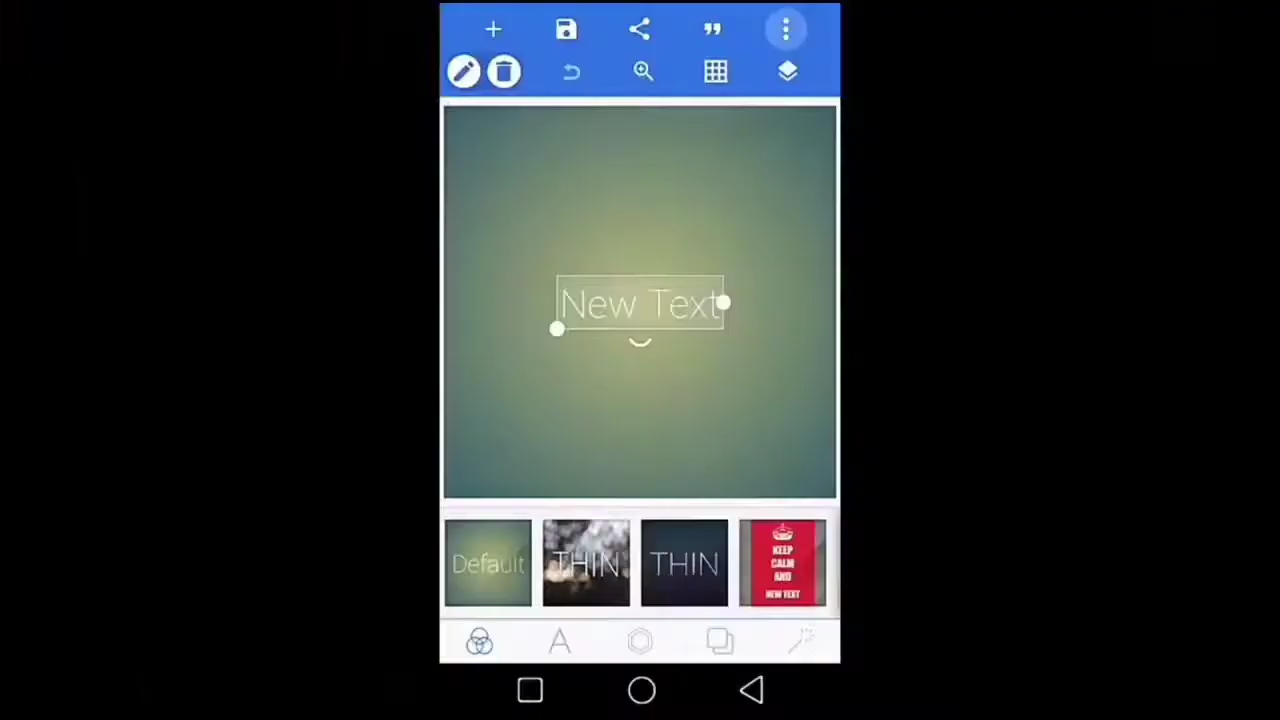 New Text
Default
THIN
THIN
KEEP
CALM
AND
NEW TEXT